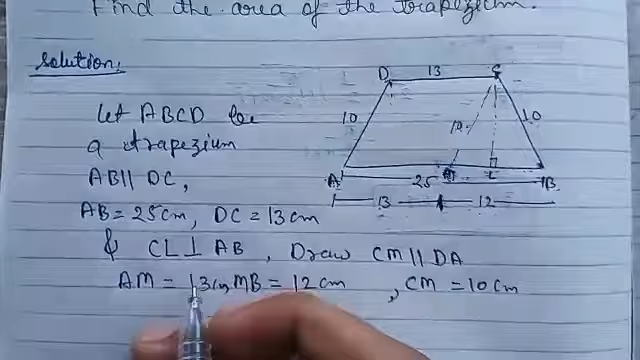 Find the area of the trapezium.
Solution:
D 13 C
Let ABCD be
10 10 10
a trapezium
AB || DC,
A 25 M L B
AB = 25 cm, DC = 13 cm
13 12
& CL ⊥ AB, Draw CM || DA
AM = 13 cm, MB = 12 cm , CM = 10 cm